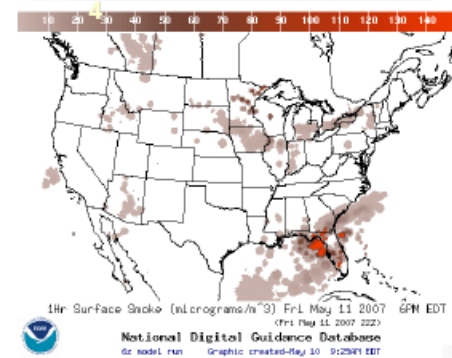 4
10 20 30 40 50 60 70 80 90 100 110 120 130 140
1Hr Surface Smoke (micrograms/m^3) Fri May 11 2007 6PM EDT
(Fri May 11 2007 22Z)
National Digital Guidance Database
6z model run Graphic created-May 10 9:29AM EDT